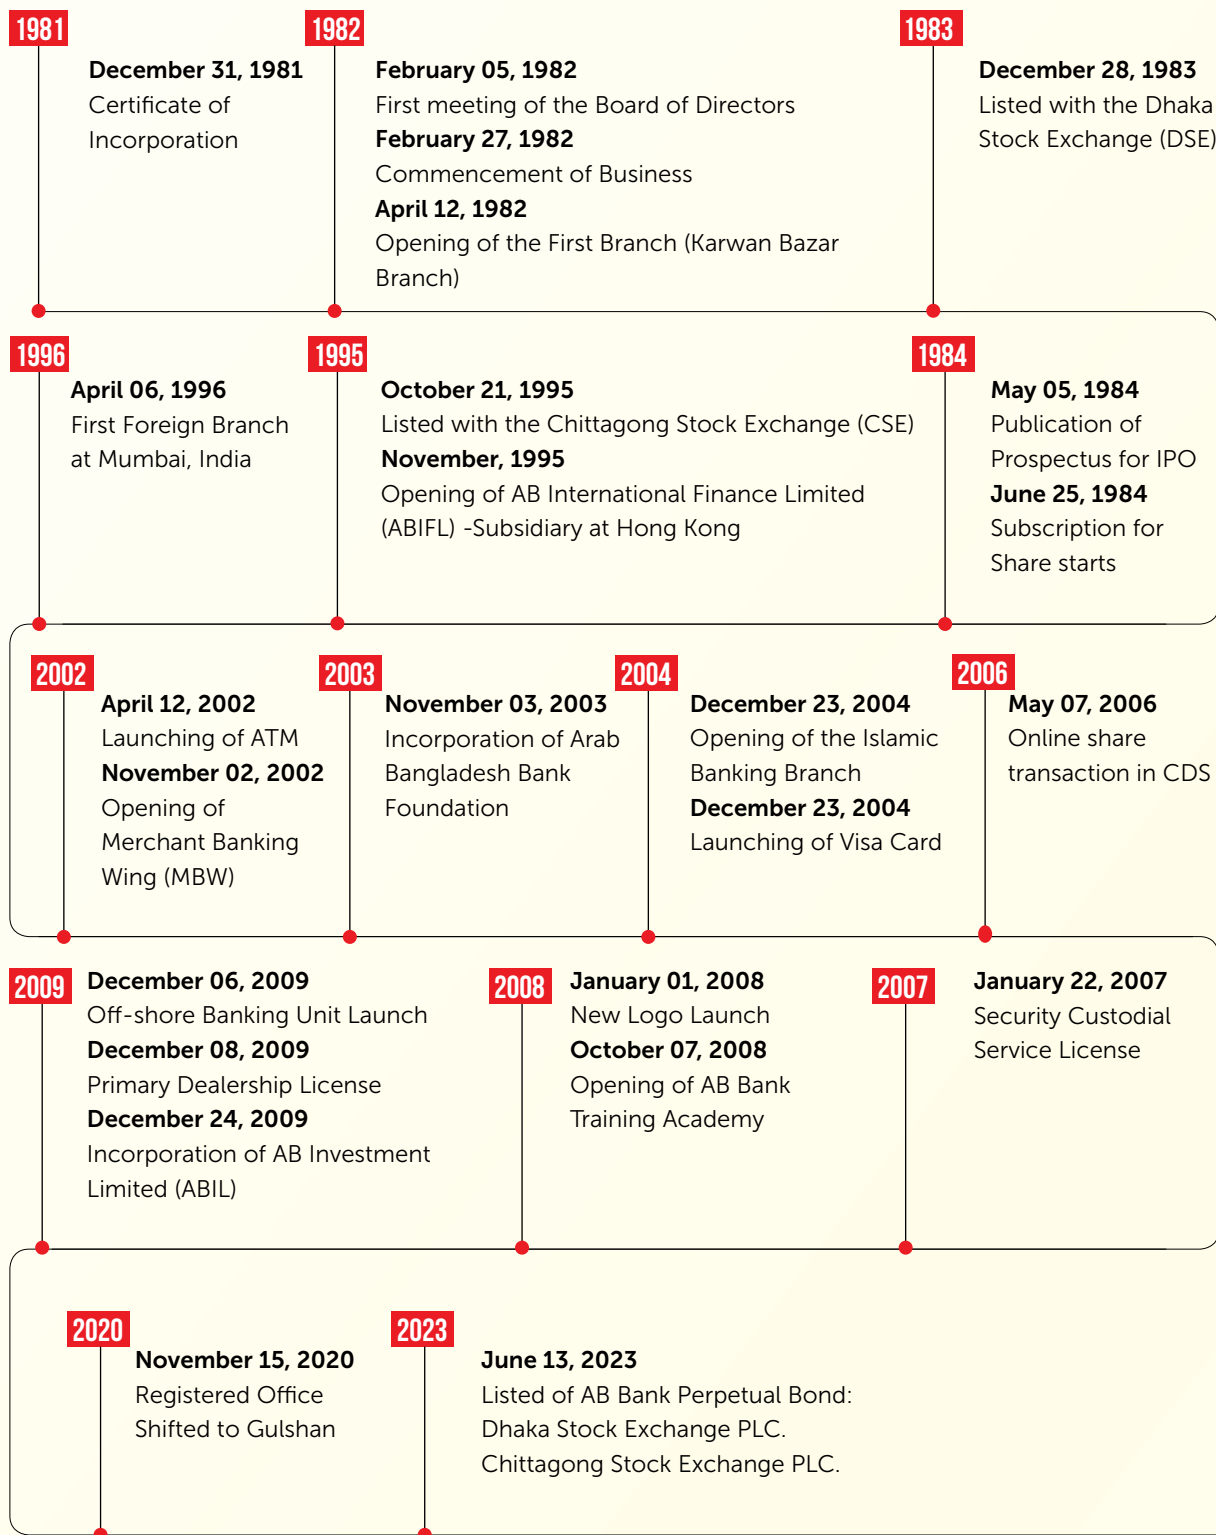 1981
December 31, 1981
Certificate of
Incorporation
1982
February 05, 1982
First meeting of the Board of Directors
February 27, 1982
Commencement of Business
April 12, 1982
Opening of the First Branch (Karwan Bazar
Branch)
1983
December 28, 1983
Listed with the Dhaka
Stock Exchange (DSE)
1996
April 06, 1996
First Foreign Branch
at Mumbai, India
1995
October 21, 1995
Listed with the Chittagong Stock Exchange (CSE)
November, 1995
Opening of AB International Finance Limited
(ABIFL) -Subsidiary at Hong Kong
1984
May 05, 1984
Publication of
Prospectus for IPO
June 25, 1984
Subscription for
Share starts
2002
April 12, 2002
Launching of ATM
November 02, 2002
Opening of
Merchant Banking
Wing (MBW)
2003
November 03, 2003
Incorporation of Arab
Bangladesh Bank
Foundation
2004
December 23, 2004
Opening of the Islamic
Banking Branch
December 23, 2004
Launching of Visa Card
2006
May 07, 2006
Online share
transaction in CDS
2009
December 06, 2009
Off-shore Banking Unit Launch
December 08, 2009
Primary Dealership License
December 24, 2009
Incorporation of AB Investment
Limited (ABIL)
2008
January 01, 2008
New Logo Launch
October 07, 2008
Opening of AB Bank
Training Academy
2007
January 22, 2007
Security Custodial
Service License
2020
November 15, 2020
Registered Office
Shifted to Gulshan
2023
June 13, 2023
Listed of AB Bank Perpetual Bond:
Dhaka Stock Exchange PLC.
Chittagong Stock Exchange PLC.